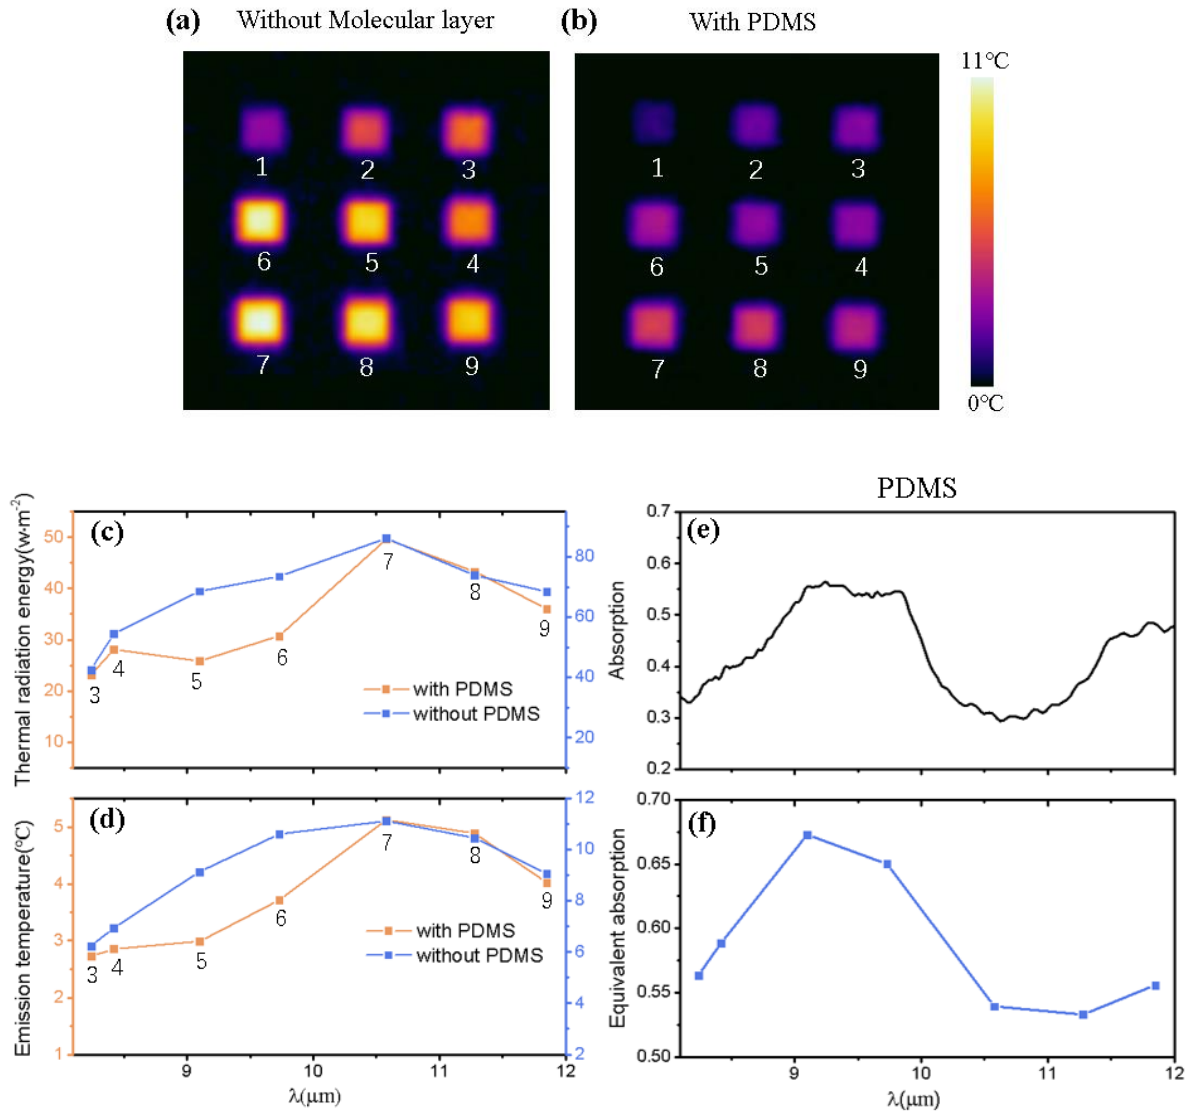 (a) Without Molecular layer
(b) With PDMS
1 2 3
6 5 4
7 8 9
1 2 3
6 5 4
7 8 9
11°C
0°C
(c)
Thermal radiation energy(w·m⁻²)
50
40
30
20
10
80
60
40
20
3 4 5 6 7 8 9
with PDMS
without PDMS
(d)
Emission temperature(℃)
5
4
3
2
1
12
10
8
6
4
2
3 4 5 6 7 8 9
with PDMS
without PDMS
9 10 11 12
λ(μm)
PDMS
(e)
Absorption
0.7
0.6
0.5
0.4
0.3
0.2
(f)
Equivalent absorption
0.70
0.65
0.60
0.55
0.50
9 10 11 12
λ(μm)